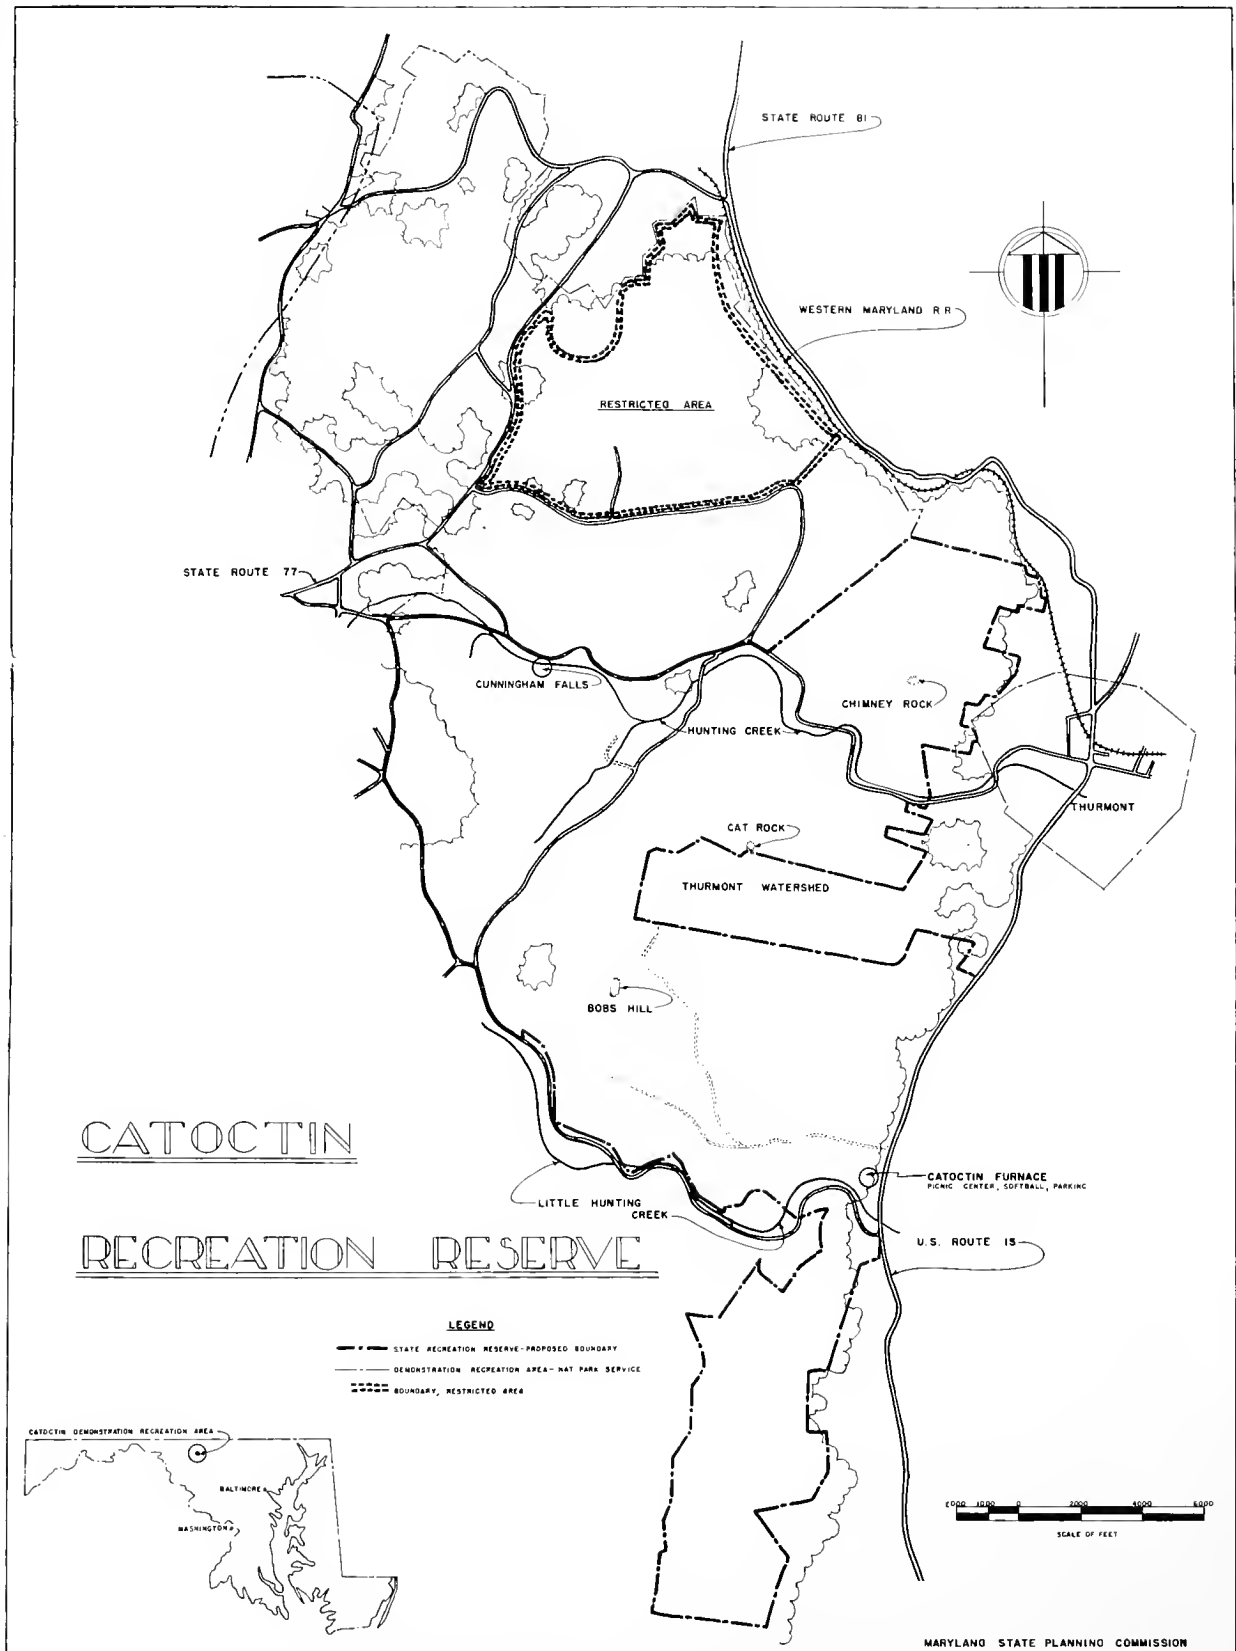 STATE ROUTE 81
WESTERN MARYLAND R R
RESTRICTED AREA
STATE ROUTE 77
CUNNINGHAM FALLS
CHIMNEY ROCK
HUNTING CREEK
THURMONT
CAT ROCK
THURMONT WATERSHED
BOBS HILL
CATOCTIN
CATOCTIN FURNACE
PICNIC CENTER, SOFTBALL, PARKING
LITTLE HUNTING
CREEK
U.S. ROUTE 15
RECREATION RESERVE
LEGEND
STATE RECREATION RESERVE-PROPOSED BOUNDARY
DEMONSTRATION RECREATION AREA-NAT PARK SERVICE
BOUNDARY, RESTRICTED AREA
CATOCTIN DEMONSTRATION RECREATION AREA
BALTIMORE
WASHINGTON
2000 1000 0 2000 4000 6000
SCALE OF FEET
MARYLAND STATE PLANNING COMMISSION